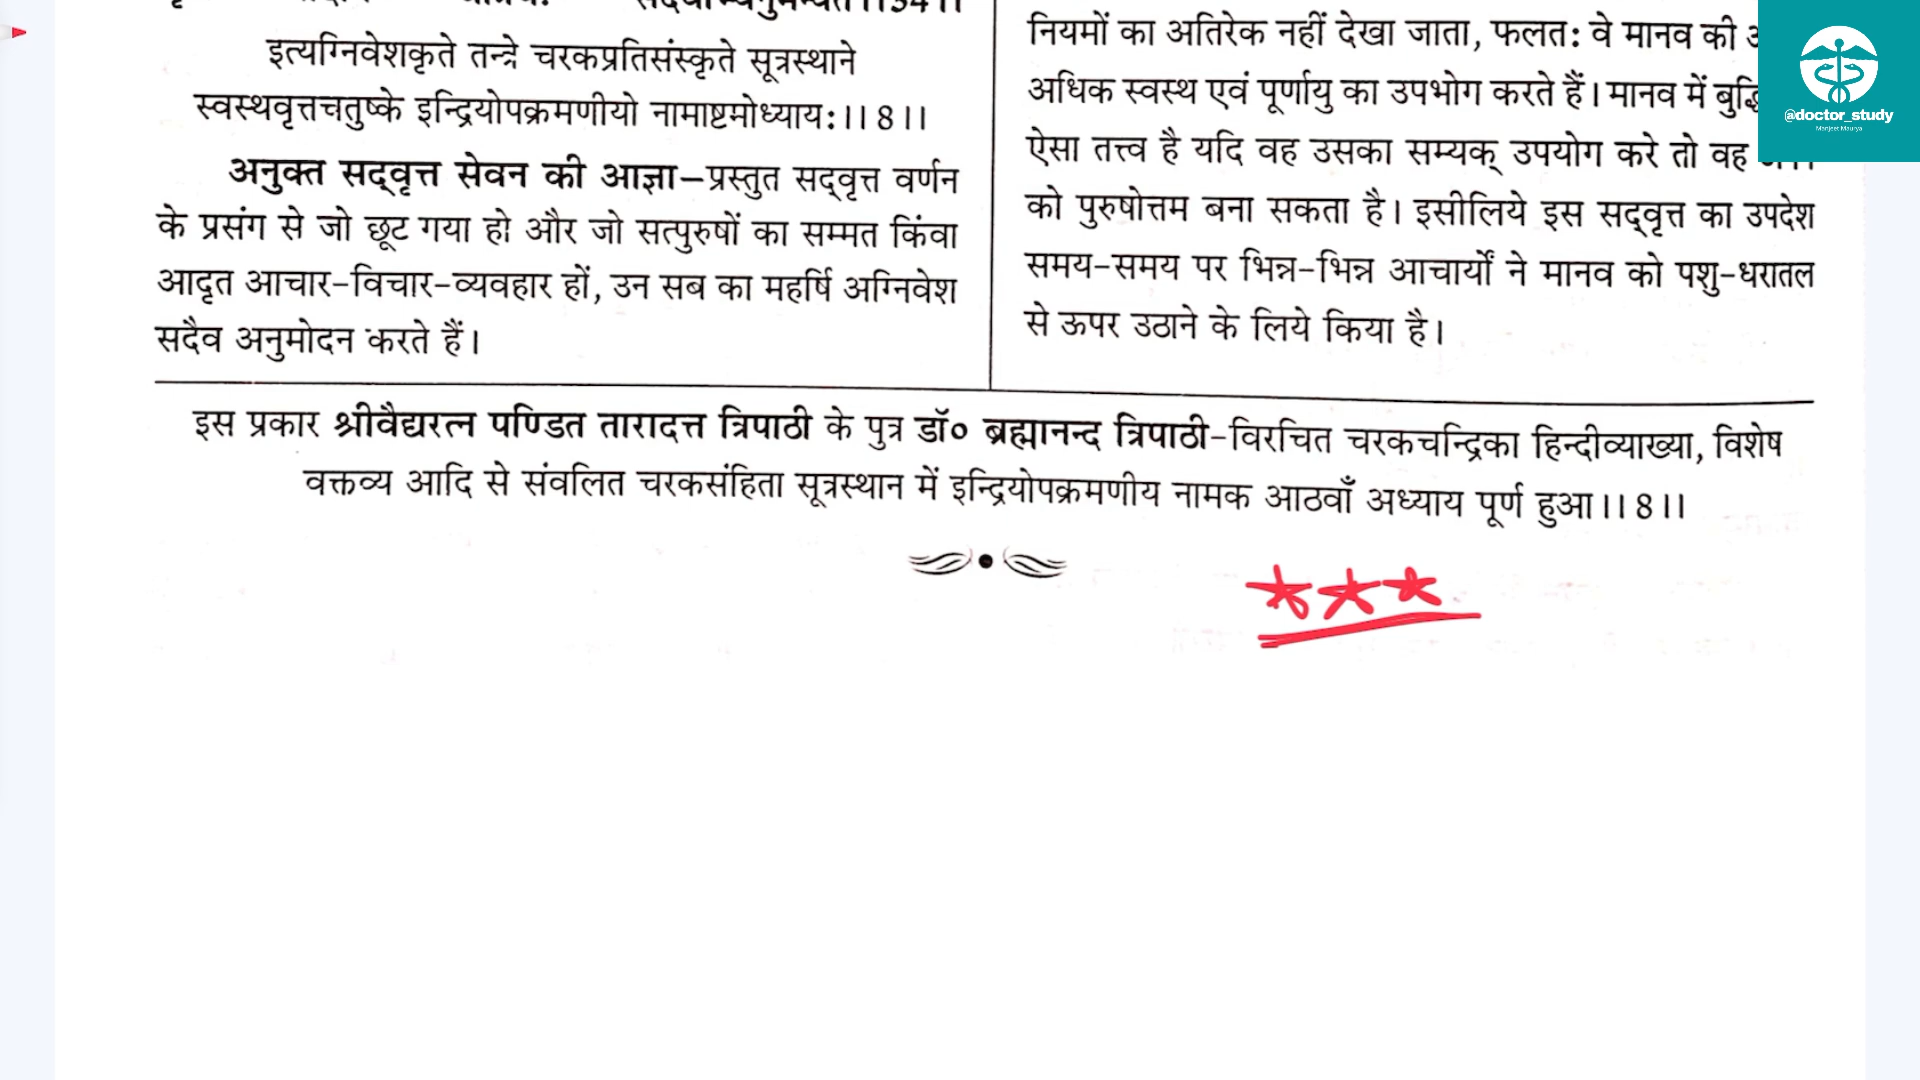 इत्यग्निवेशकृते तन्त्रे चरकप्रतिसंस्कृते सूत्रस्थाने
स्वस्थवृत्तचतुष्के इन्द्रियोपक्रमणीयो नामाष्टमोध्यायः।।8।।
अनुक्त सद्‌वृत्त सेवन की आज्ञा–प्रस्तुत सद्‌वृत्त वर्णन
के प्रसंग से जो छूट गया हो और जो सत्पुरुषों का सम्मत किंवा
आदृत आचार-विचार-व्यवहार हों, उन सब का महर्षि अग्निवेश
सदैव अनुमोदन करते हैं।
नियमों का अतिरेक नहीं देखा जाता, फलतः वे मानव की
अधिक स्वस्थ एवं पूर्णायु का उपभोग करते हैं। मानव में
ऐसा तत्त्व है यदि वह उसका सम्यक् उपयोग करे तो वह
को पुरुषोत्तम बना सकता है। इसीलिये इस सद्‌वृत्त का उपदेश
समय-समय पर भिन्न-भिन्न आचार्यों ने मानव को पशु-धरातल
से ऊपर उठाने के लिये किया है।
इस प्रकार श्रीवैद्यरत्न पण्डित तारादत्त त्रिपाठी के पुत्र डॉ० ब्रह्मानन्द त्रिपाठी-विरचित चरकचन्द्रिका हिन्दीव्याख्या, विशेष
वक्तव्य आदि से संवलित चरकसंहिता सूत्रस्थान में इन्द्रियोपक्रमणीय नामक आठवाँ अध्याय पूर्ण हुआ।।8।।
@doctor_study
Manjeet Maurya